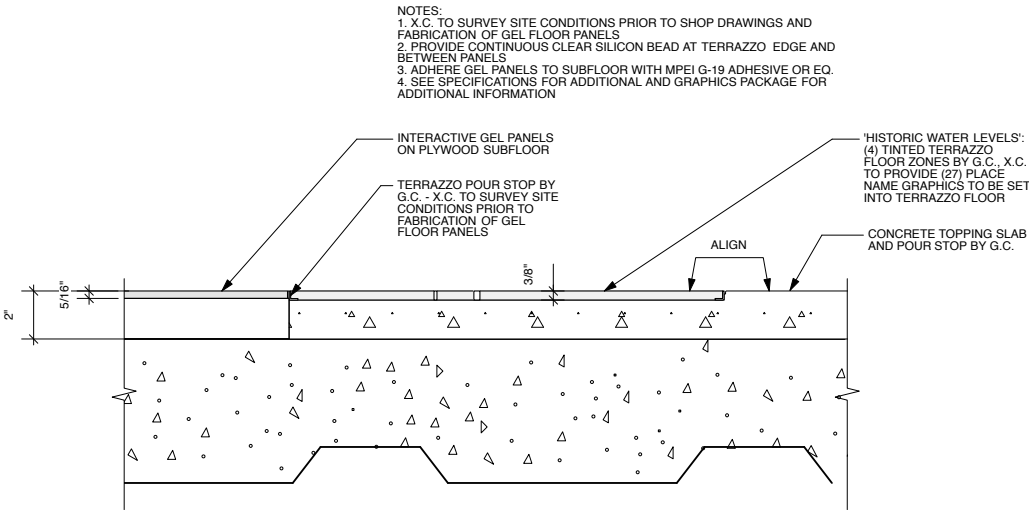 NOTES:
1. X.C. TO SURVEY SITE CONDITIONS PRIOR TO SHOP DRAWINGS AND
FABRICATION OF GEL FLOOR PANELS
2. PROVIDE CONTINUOUS CLEAR SILICON BEAD AT TERRAZZO EDGE AND
BETWEEN PANELS
3. ADHERE GEL PANELS TO SUBFLOOR WITH MPEI G-19 ADHESIVE OR EQ.
4. SEE SPECIFICATIONS FOR ADDITIONAL AND GRAPHICS PACKAGE FOR
ADDITIONAL INFORMATION
INTERACTIVE GEL PANELS
ON PLYWOOD SUBFLOOR
TERRAZZO POUR STOP BY
G.C. - X.C. TO SURVEY SITE
CONDITIONS PRIOR TO
FABRICATION OF GEL
FLOOR PANELS
'HISTORIC WATER LEVELS':
(4) TINTED TERRAZZO
FLOOR ZONES BY G.C., X.C.
TO PROVIDE (27) PLACE
NAME GRAPHICS TO BE SET
INTO TERRAZZO FLOOR
CONCRETE TOPPING SLAB
AND POUR STOP BY G.C.
ALIGN
3/8"
5/16"
2"